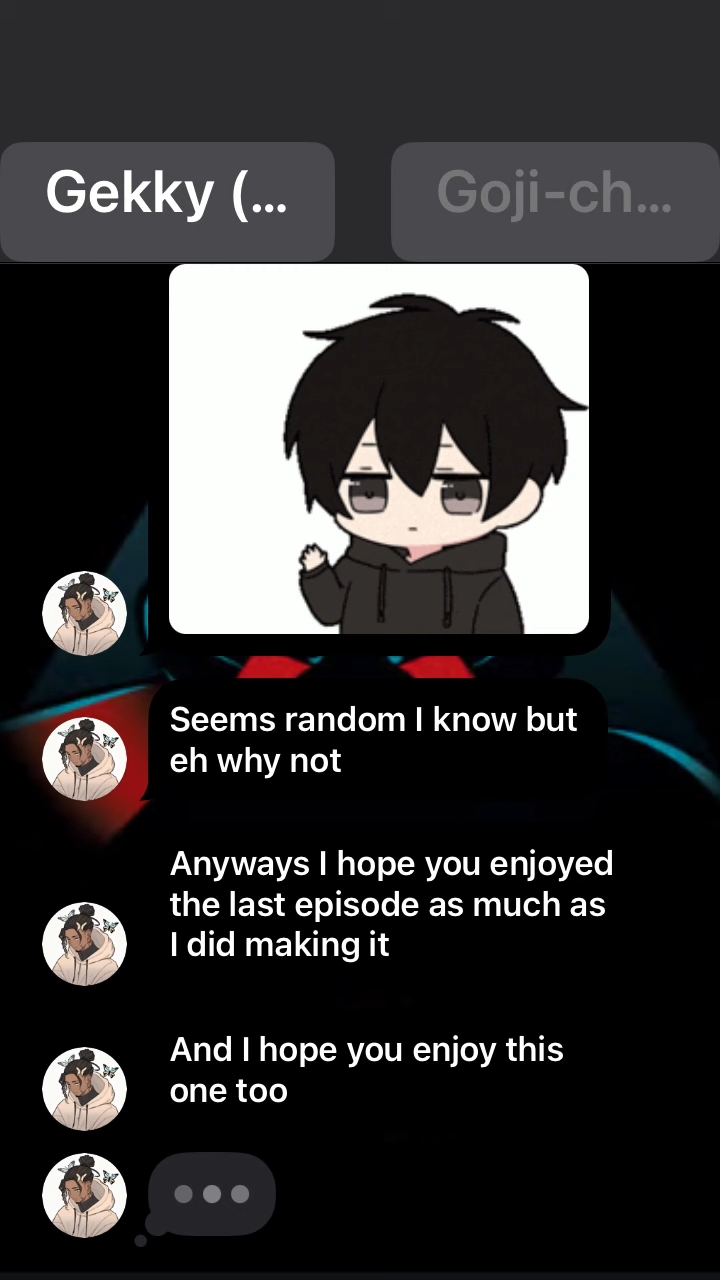 Gekky (...
Goji-ch...
Seems random I know but
eh why not
Anyways I hope you enjoyed
the last episode as much as
I did making it
And I hope you enjoy this
one too